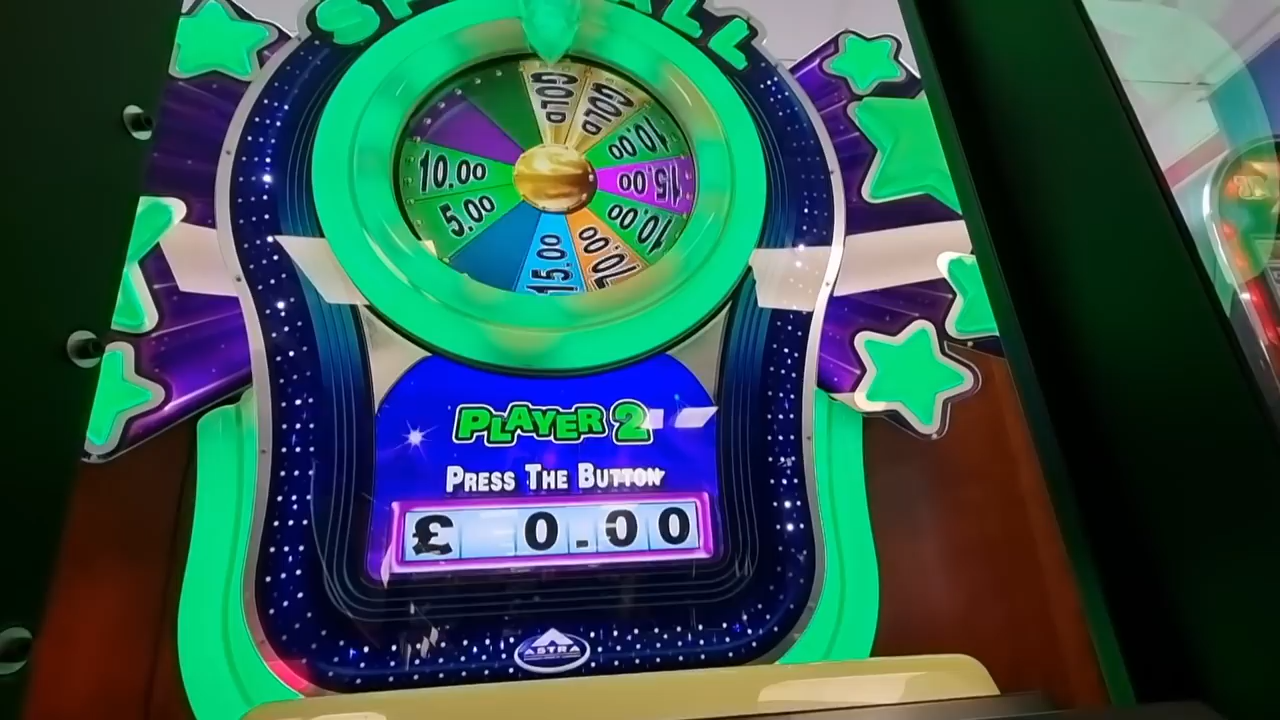 GOLD
GOLD
10.00
15.00
10.00
70.00
15.00
5.00
10.00
PLAYER 2
PRESS THE BUTTON
£ 0.00
ASTRA